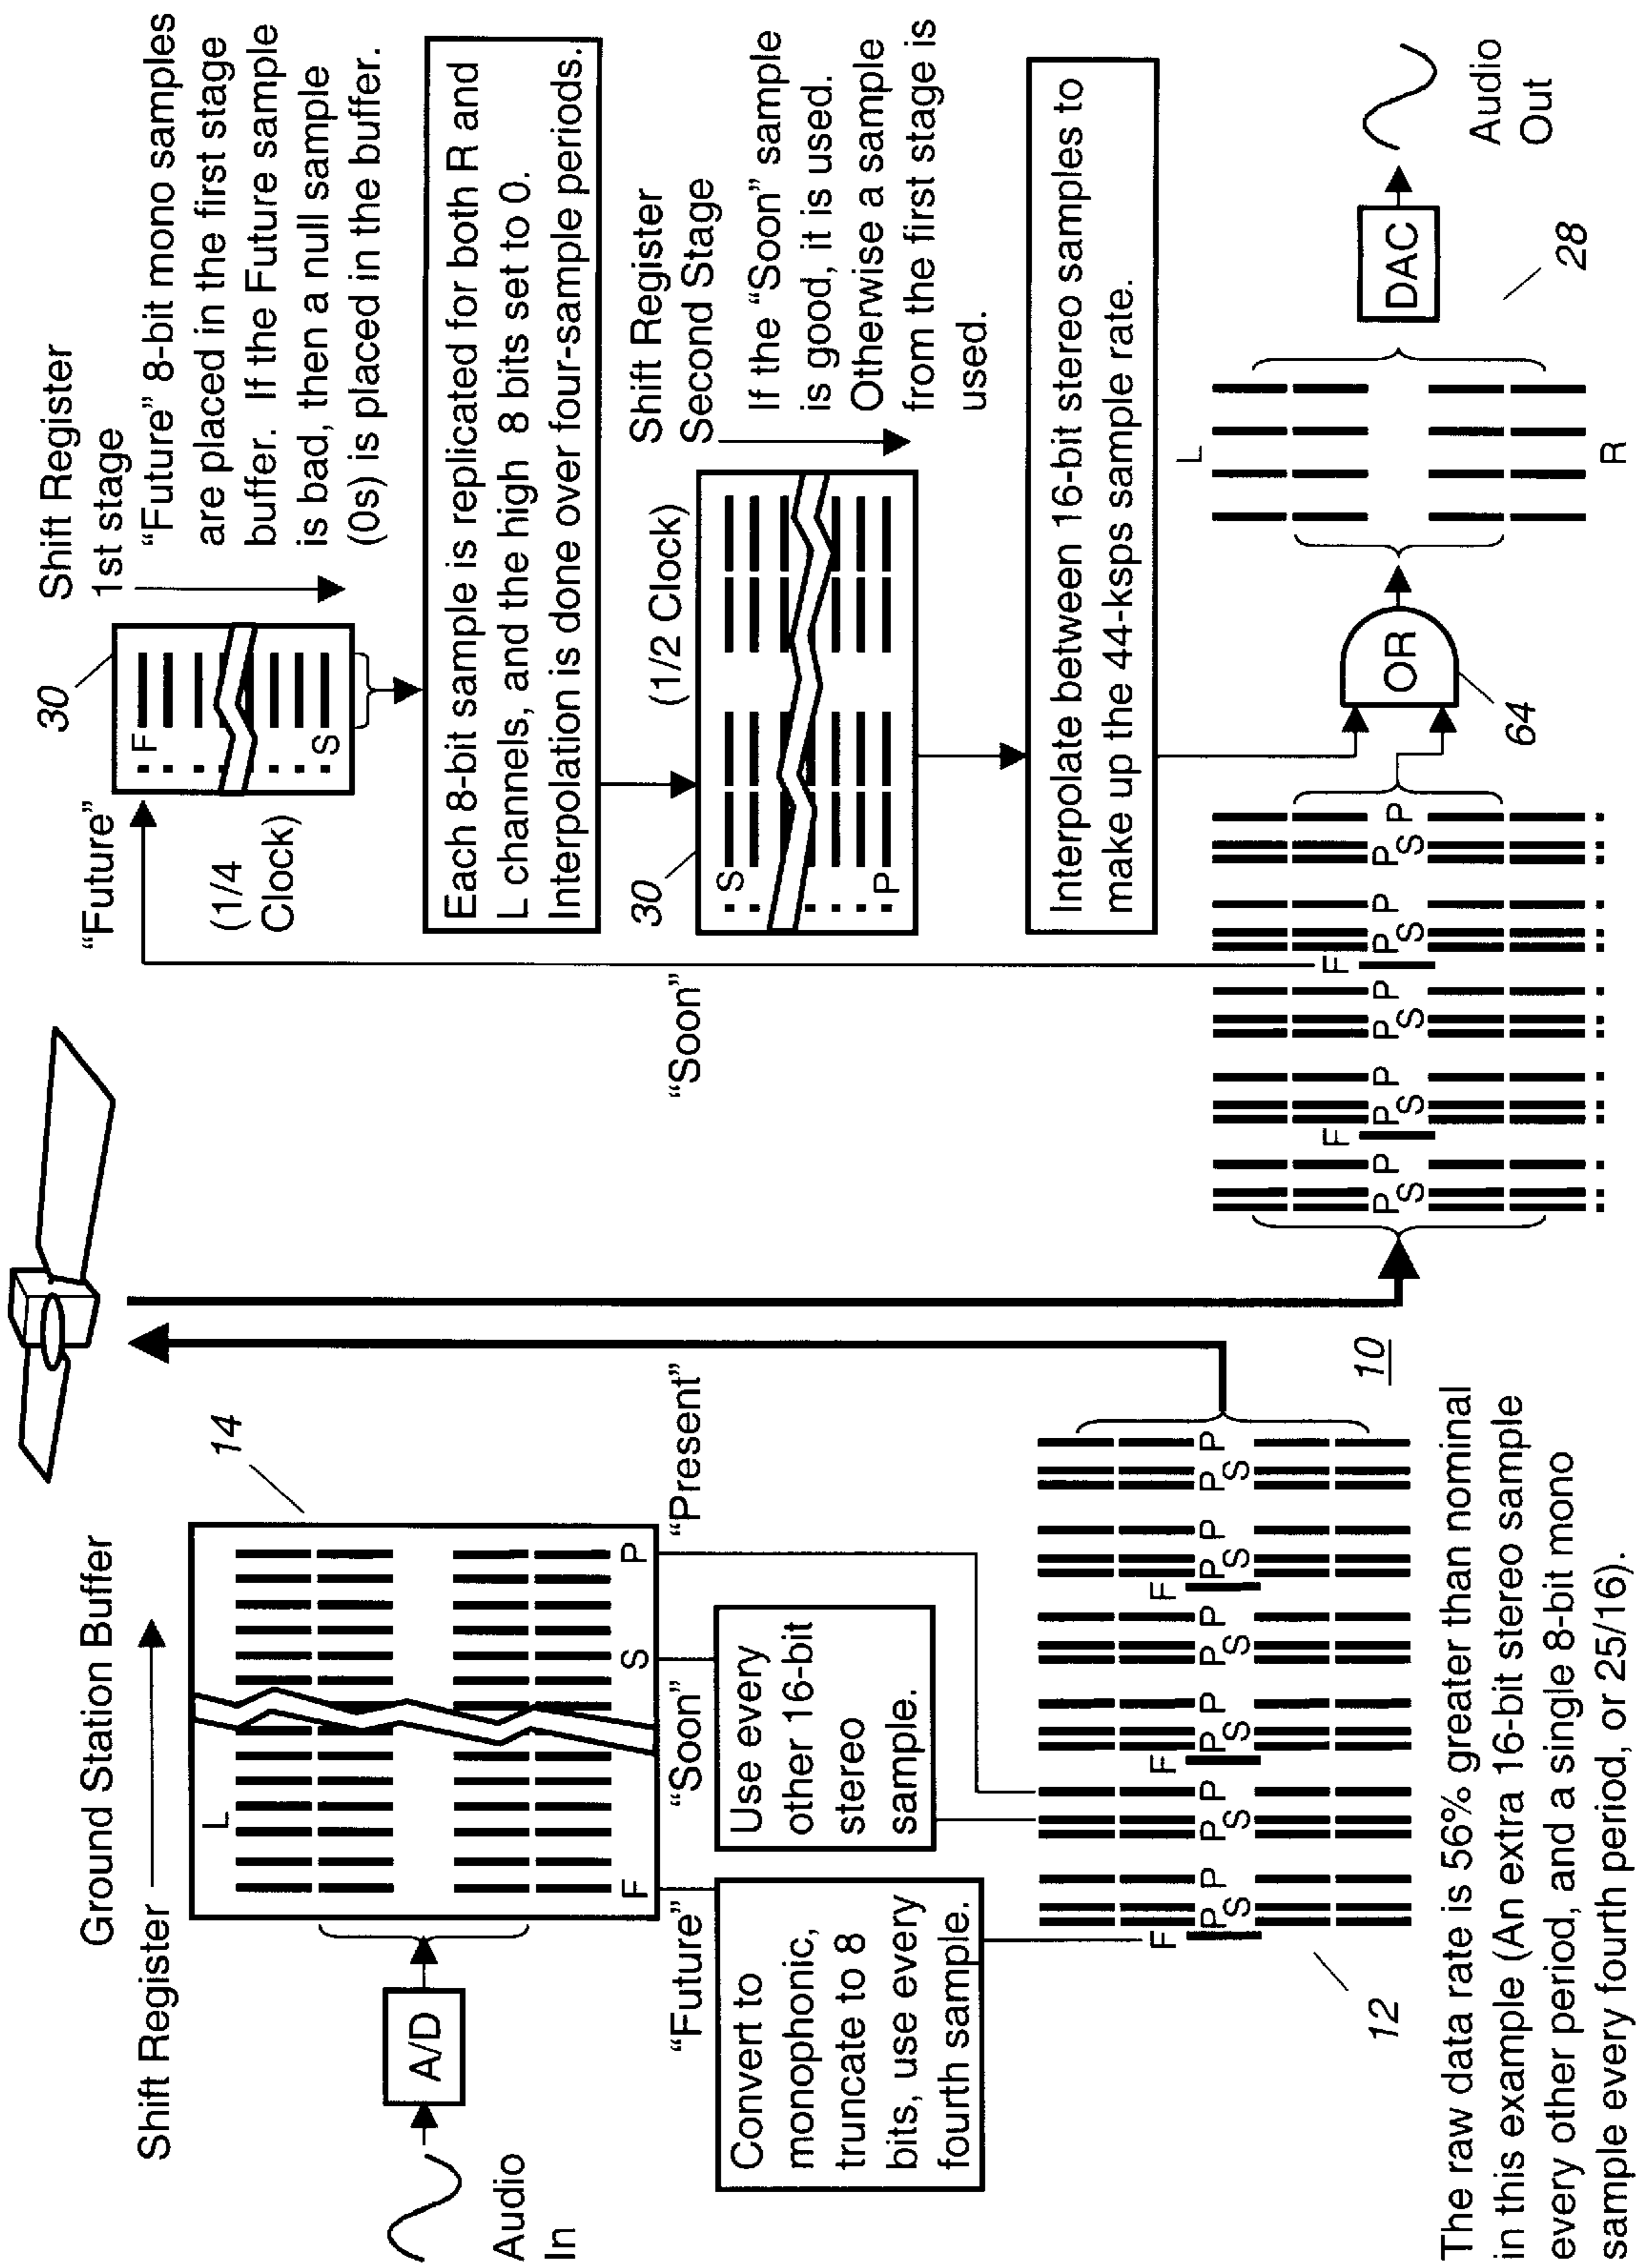 Audio
In
A/D
Shift Register
Ground Station Buffer
14
L
F
S
P
"Future"
"Soon"
"Present"
Convert to
monophonic,
truncate to 8
bits, use every
fourth sample.
Use every
other 16-bit
stereo
sample.
F
P
S
P
P
S
P
F
P
S
P
P
S
P
F
P
S
P
P
S
P
12
10
The raw data rate is 56% greater than nominal
in this example (An extra 16-bit stereo sample
every other period, and a single 8-bit mono
sample every fourth period, or 25/16).
"Future"
(1/4
Clock)
30
F
S
Shift Register
1st stage
"Future" 8-bit mono samples
are placed in the first stage
buffer. If the Future sample
is bad, then a null sample
(0s) is placed in the buffer.
Each 8-bit sample is replicated for both R and
L channels, and the high 8 bits set to 0.
Interpolation is done over four-sample periods.
"Soon"
30
(1/2 Clock)
S
P
Shift Register
Second Stage
If the "Soon" sample
is good, it is used.
Otherwise a sample
from the first stage is
used.
Interpolate between 16-bit stereo samples to
make up the 44-ksps sample rate.
P
S
P
F
P
S
P
P
S
P
F
P
S
P
P
S
P
OR
64
L
R
28
DAC
Audio
Out